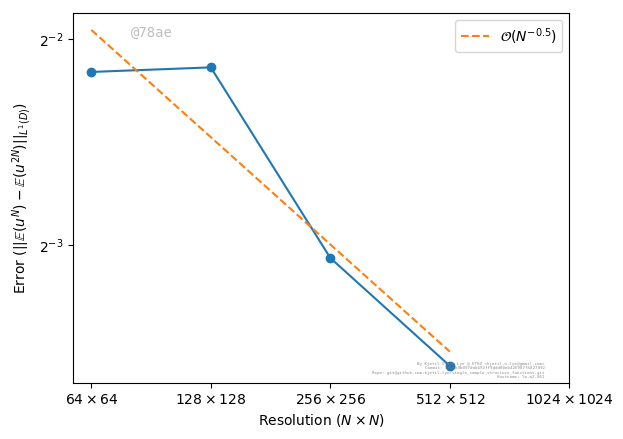 @78ae
𝒪(N^{-0.5})
2^{-2}
2^{-3}
Error (||𝔼(u^N) − 𝔼(u^{2N})||_{L^1(D)})
64 × 64
128 × 128
256 × 256
512 × 512
1024 × 1024
Resolution (N × N)